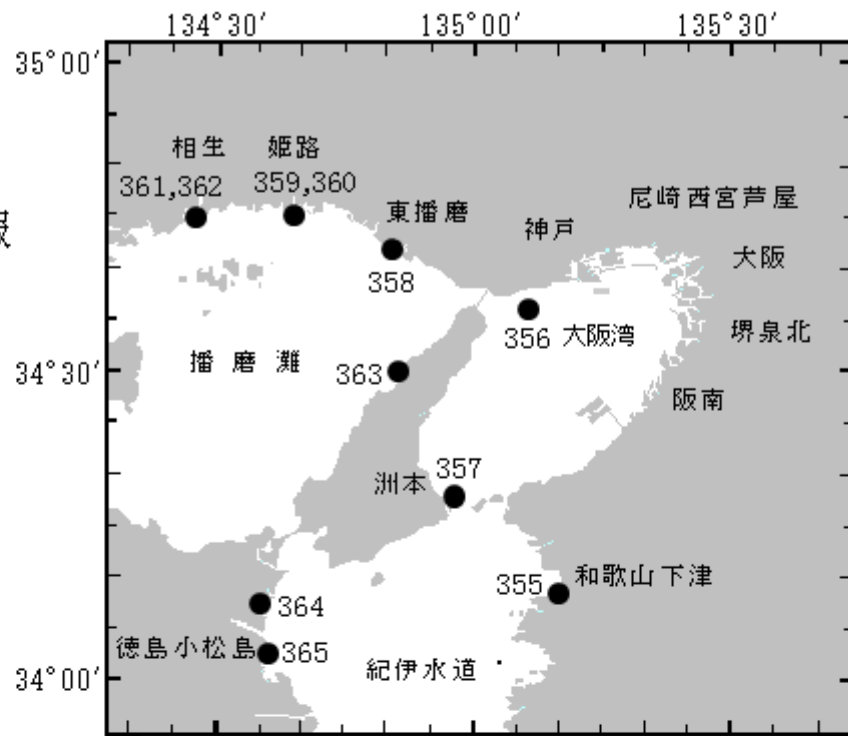 134°30′ 135°00′ 135°30′
35°00′
相生 姫路
361,362 359,360
東播磨
358
神戸
尼崎西宮芦屋
大阪
356 大阪湾
堺泉北
播磨灘
34°30′
363
阪南
洲本
357
355 和歌山下津
364
徳島小松島 365
紀伊水道
34°00′